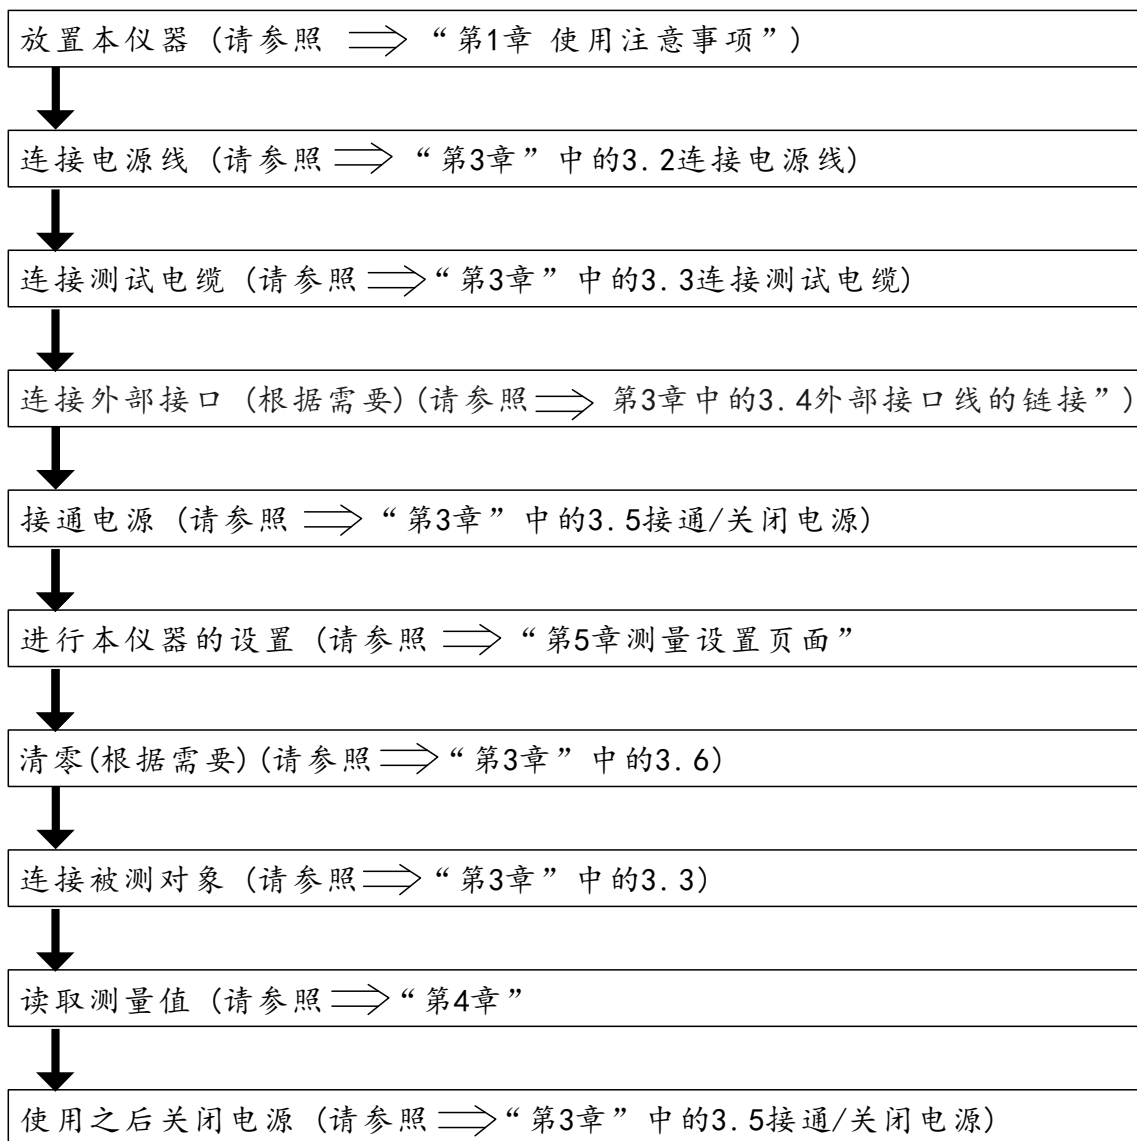 放置本仪器 (请参照 ⇒ “第1章 使用注意事项”)
连接电源线 (请参照 ⇒ “第3章”中的3.2连接电源线)
连接测试电缆 (请参照 ⇒“第3章”中的3.3连接测试电缆)
连接外部接口 (根据需要)(请参照 ⇒ 第3章中的3.4外部接口线的链接”)
接通电源 (请参照 ⇒ “第3章”中的3.5接通/关闭电源)
进行本仪器的设置 (请参照 ⇒ “第5章测量设置页面”
清零(根据需要)(请参照 ⇒“第3章”中的3.6)
连接被测对象 (请参照 ⇒“第3章”中的3.3)
读取测量值 (请参照 ⇒“第4章”
使用之后关闭电源 (请参照 ⇒“第3章”中的3.5接通/关闭电源)